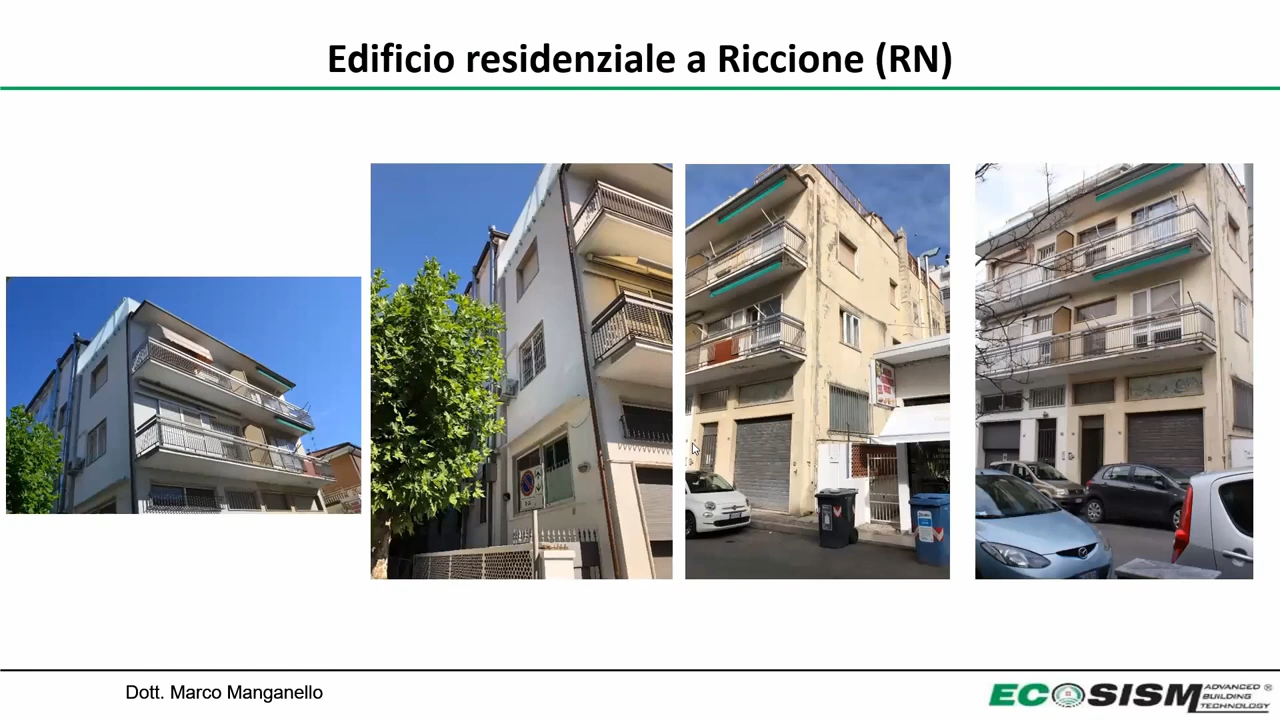 Edificio residenziale a Riccione (RN)
Dott. Marco Manganello
ECOSISM ADVANCED ®
BUILDING
TECHNOLOGY